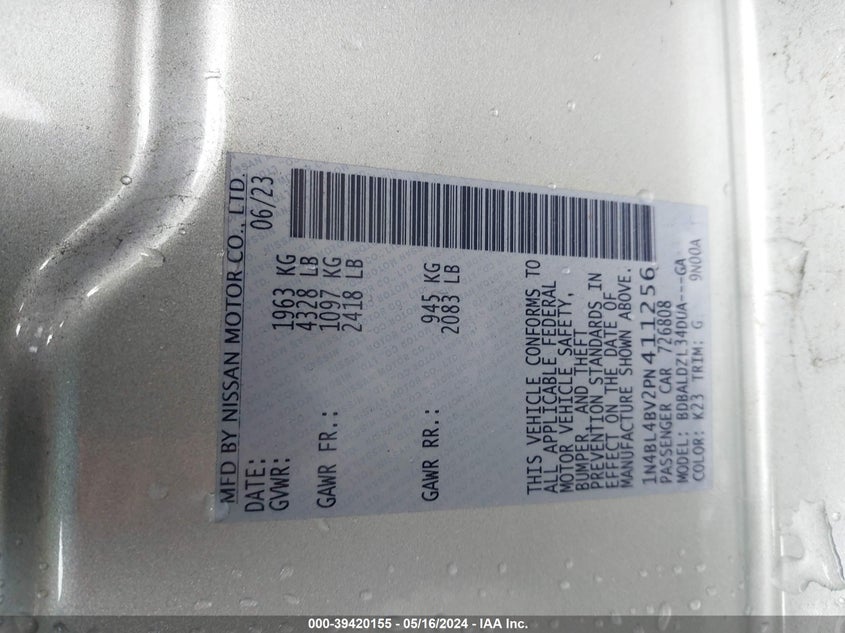 MFD BY NISSAN MOTOR CO., LTD.
DATE: 06/23
GVWR: 1963 KG
4328 LB
GAWR FR.: 1097 KG
2418 LB
GAWR RR.: 945 KG
2083 LB
THIS VEHICLE CONFORMS TO
ALL APPLICABLE FEDERAL
MOTOR VEHICLE SAFETY,
BUMPER, AND THEFT
PREVENTION STANDARDS IN
EFFECT ON THE DATE OF
MANUFACTURE SHOWN ABOVE.
1N4BL4BV2PN411256
PASSENGER CAR 726808
MODEL: BDBALDZL34DUA---GA
COLOR: K23 TRIM: G 9N00A
000-39420155 - 05/16/2024 - IAA Inc.